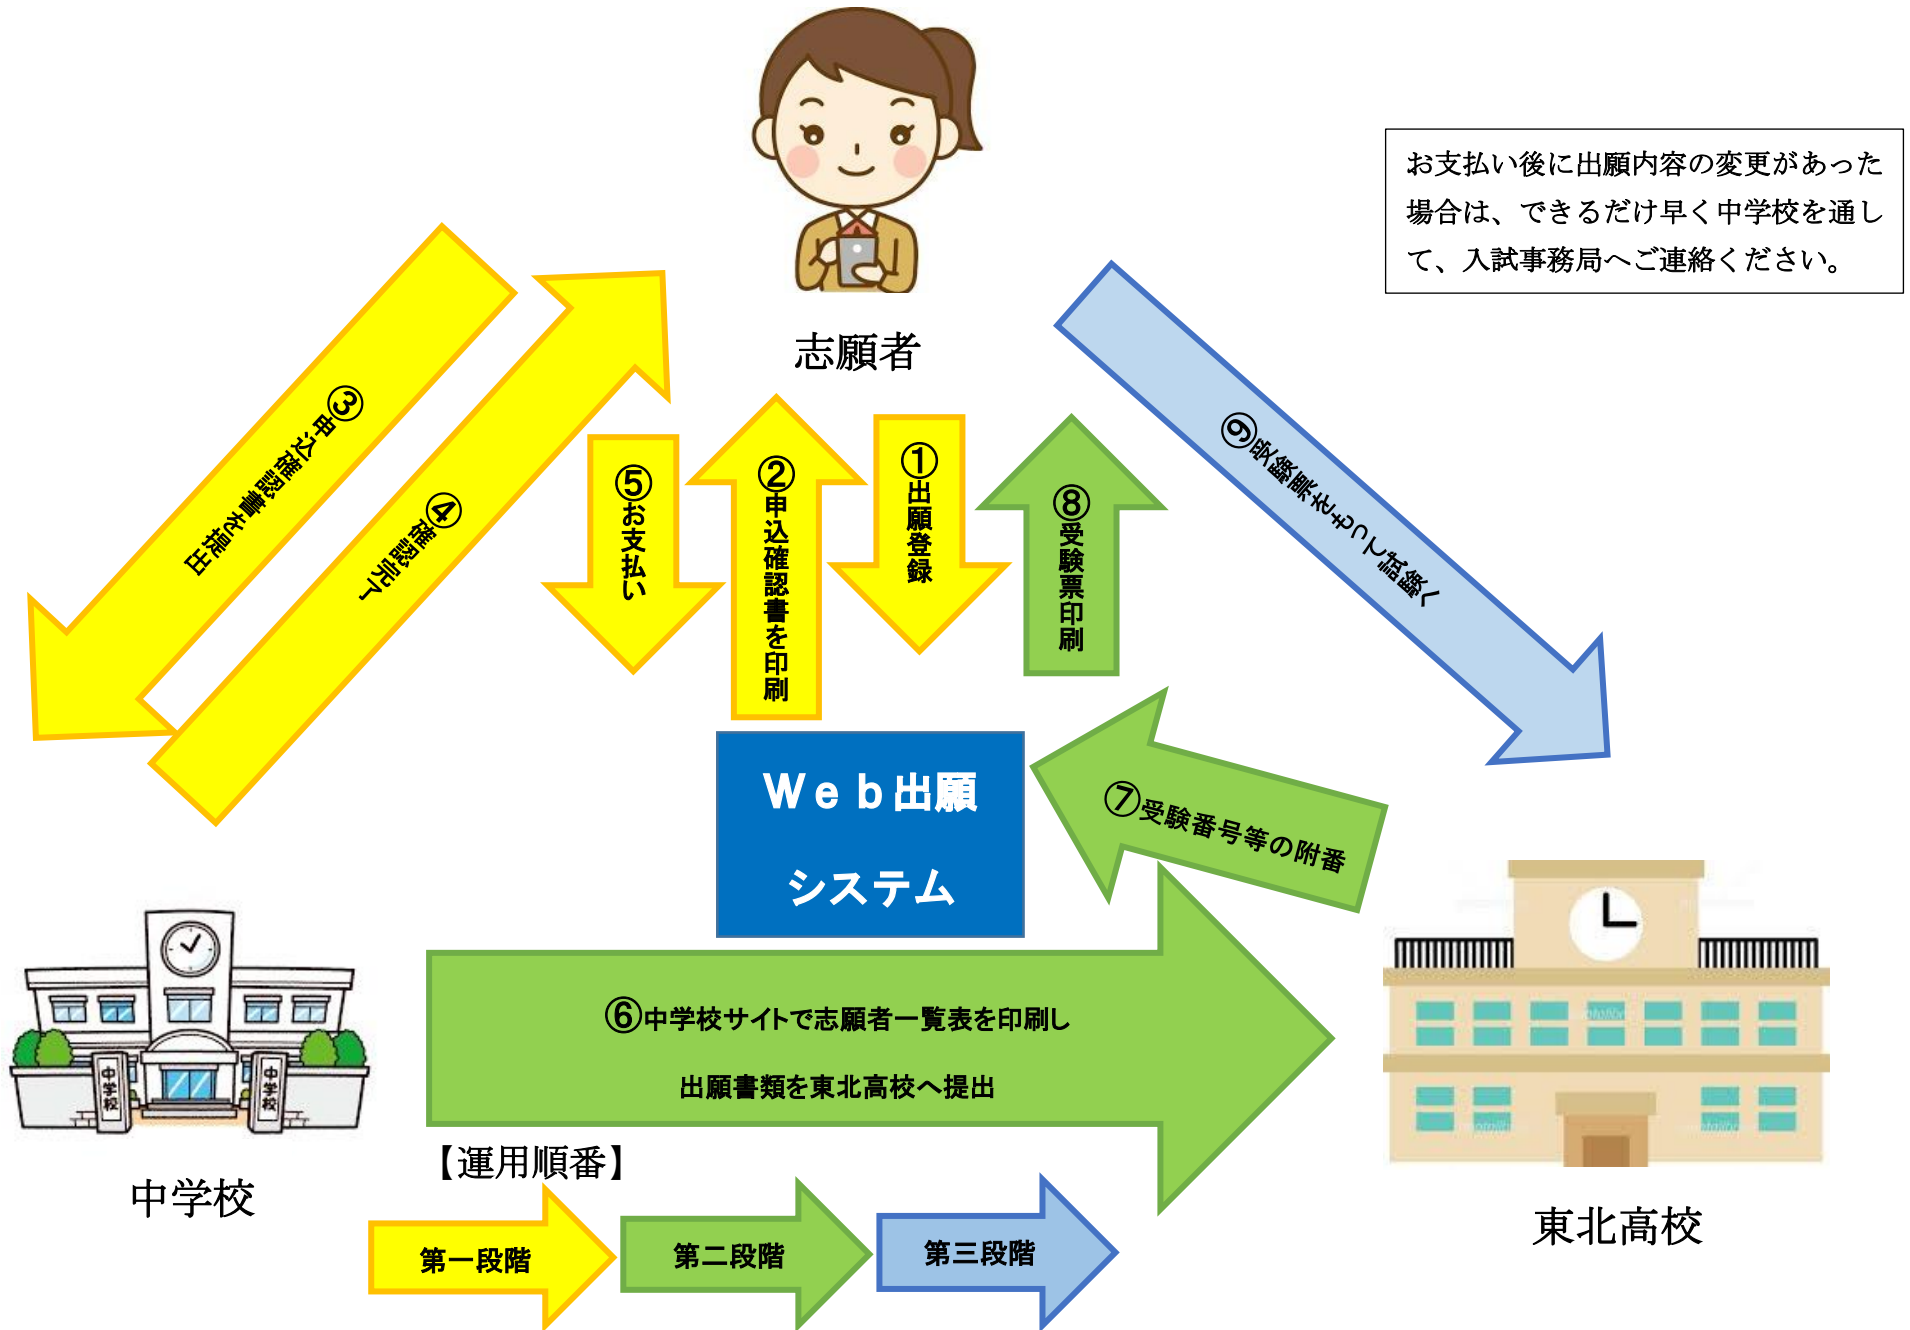 お支払い後に出願内容の変更があった
場合は、できるだけ早く中学校を通し
て、入試事務局へご連絡ください。
志願者
③申込確認書を提出
④確認完了
⑤お支払い
②申込確認書を印刷
①出願登録
⑧受験票印刷
⑨受験票をもって試験へ
Ｗｅｂ出願
システム
⑦受験番号等の附番
⑥中学校サイトで志願者一覧表を印刷し
出願書類を東北高校へ提出
中学校
中学校
中学校
東北高校
【運用順番】
第一段階
第二段階
第三段階